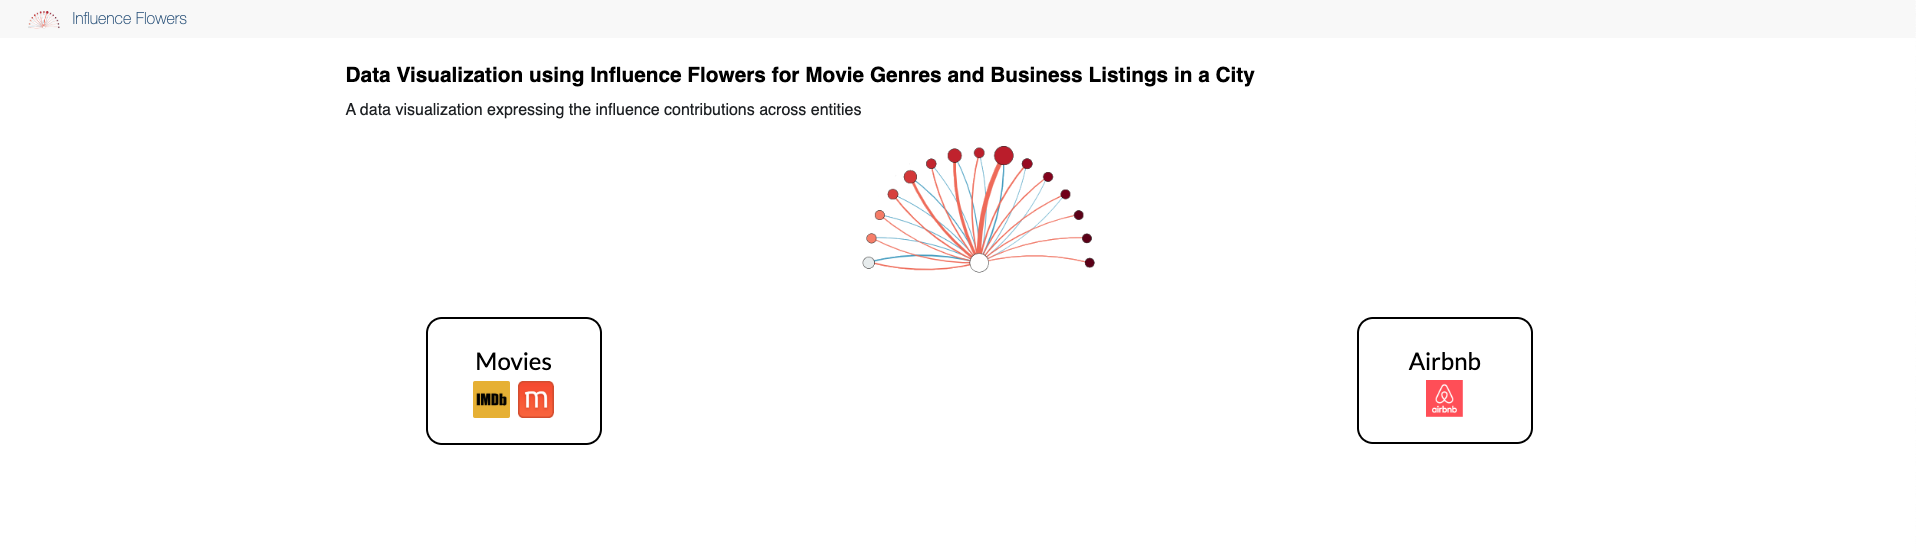 Influence Flowers
Data Visualization using Influence Flowers for Movie Genres and Business Listings in a City
A data visualization expressing the influence contributions across entities
Movies
IMDb m
Airbnb
airbnb